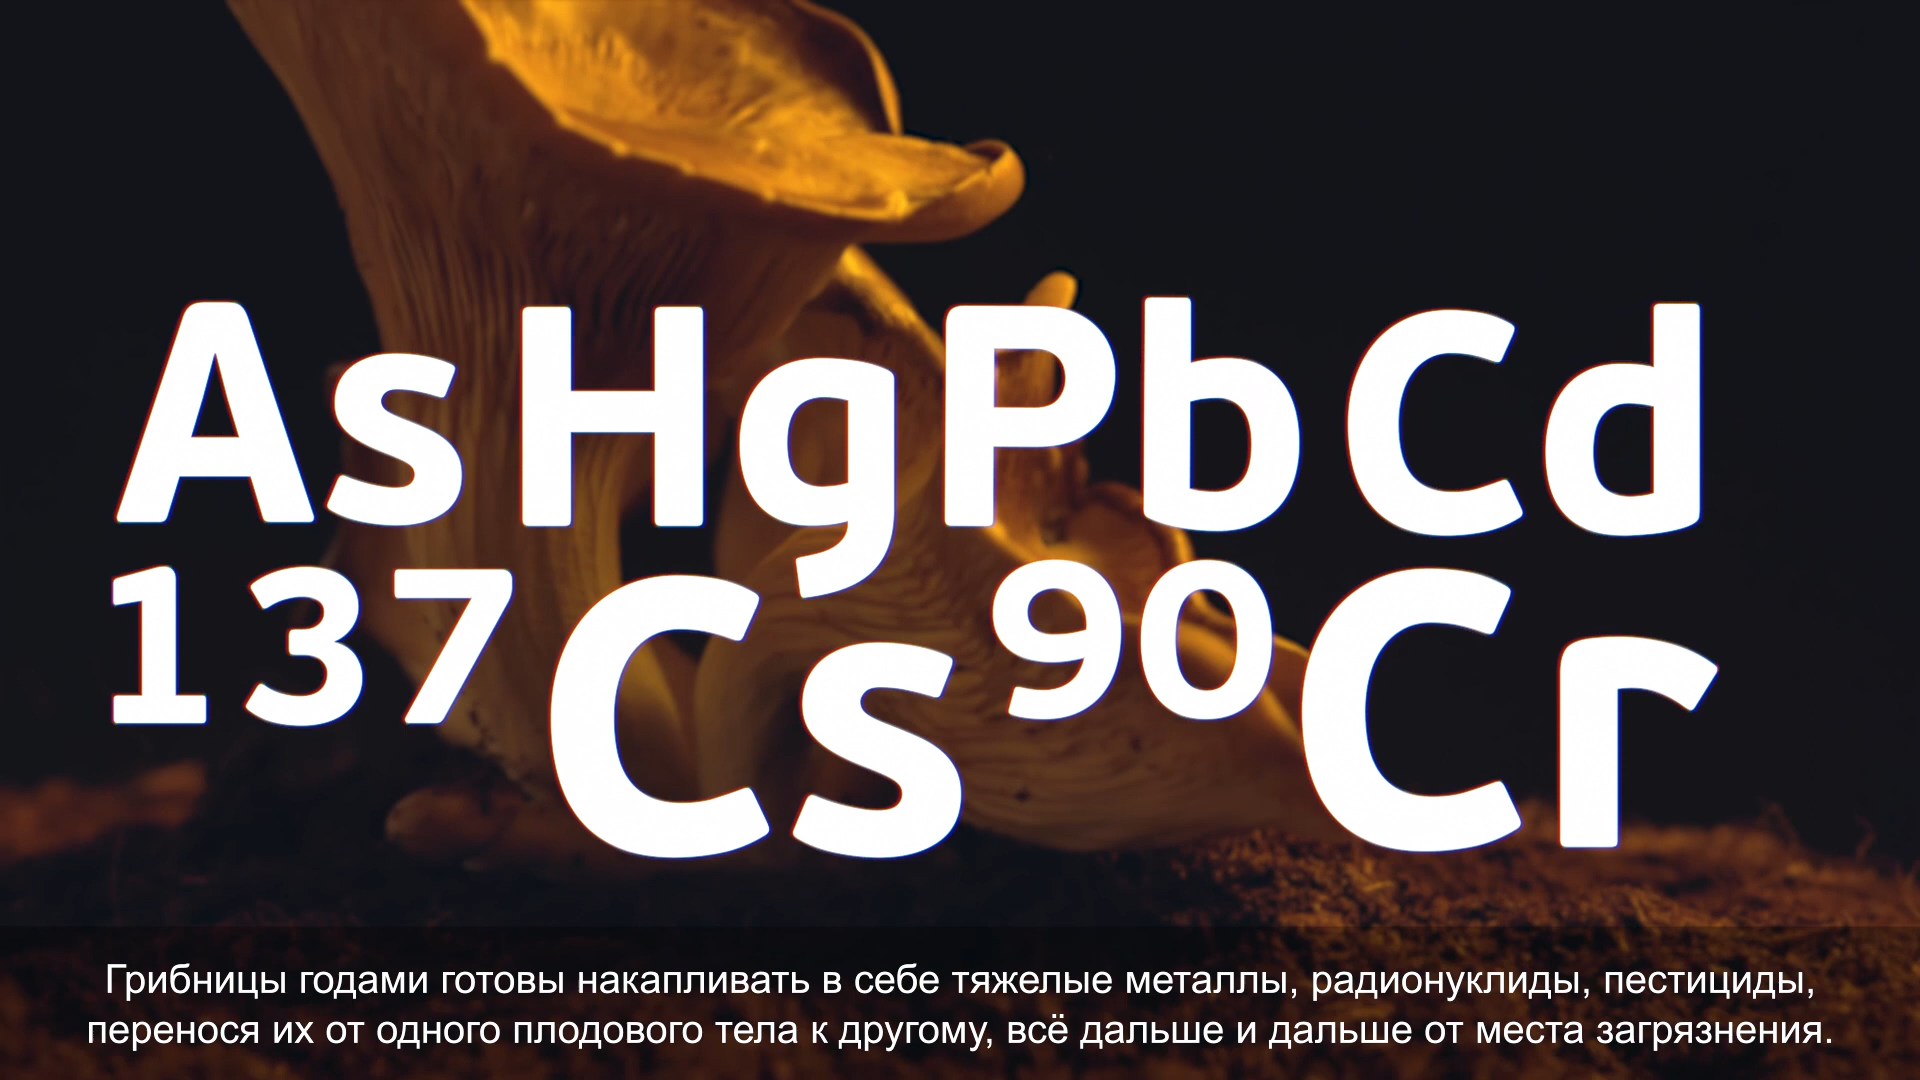 AsHgPbCd
¹³⁷Cs⁹⁰Cr
Грибницы годами готовы накапливать в себе тяжелые металлы, радионуклиды, пестициды,
перенося их от одного плодового тела к другому, всё дальше и дальше от места загрязнения.